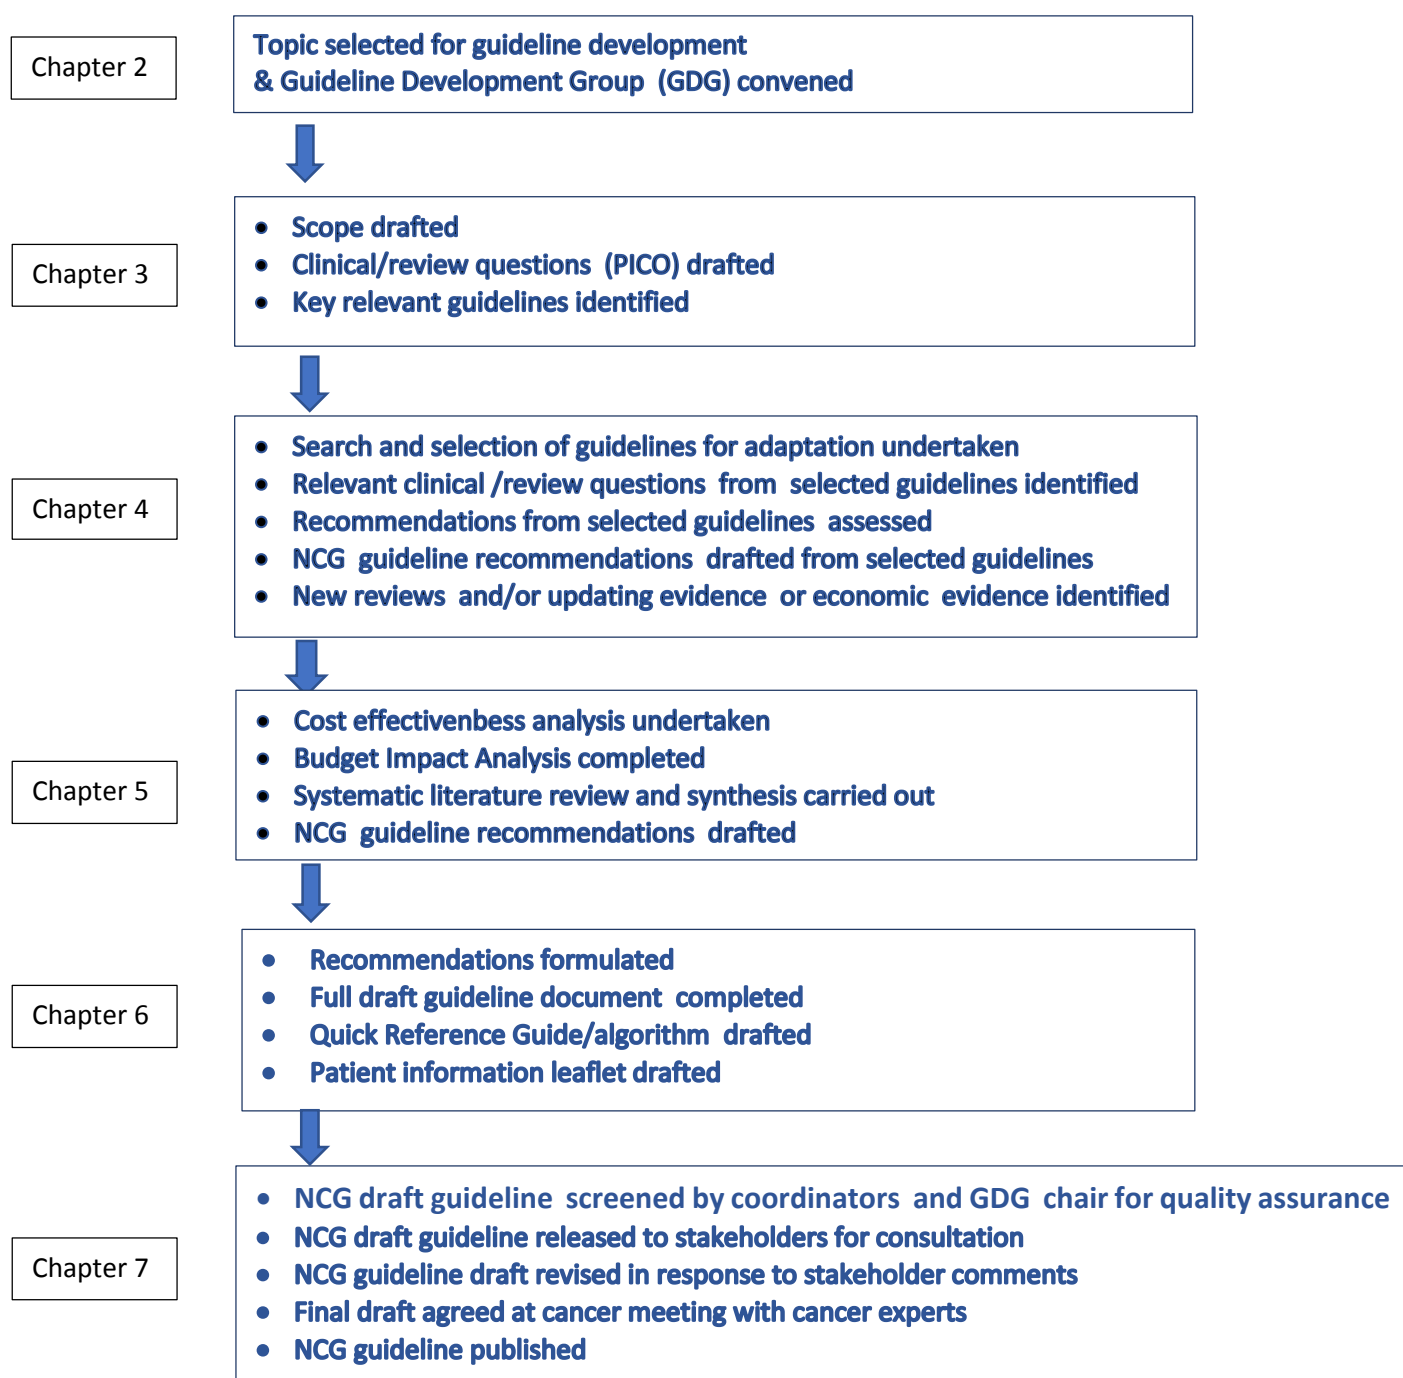 Chapter 2
Topic selected for guideline development
& Guideline Development Group (GDG) convened
Chapter 3
• Scope drafted
• Clinical/review questions (PICO) drafted
• Key relevant guidelines identified
Chapter 4
• Search and selection of guidelines for adaptation undertaken
• Relevant clinical /review questions from selected guidelines identified
• Recommendations from selected guidelines assessed
• NCG guideline recommendations drafted from selected guidelines
• New reviews and/or updating evidence or economic evidence identified
Chapter 5
• Cost effectivenbess analysis undertaken
• Budget Impact Analysis completed
• Systematic literature review and synthesis carried out
• NCG guideline recommendations drafted
Chapter 6
• Recommendations formulated
• Full draft guideline document completed
• Quick Reference Guide/algorithm drafted
• Patient information leaflet drafted
Chapter 7
• NCG draft guideline screened by coordinators and GDG chair for quality assurance
• NCG draft guideline released to stakeholders for consultation
• NCG guideline draft revised in response to stakeholder comments
• Final draft agreed at cancer meeting with cancer experts
• NCG guideline published